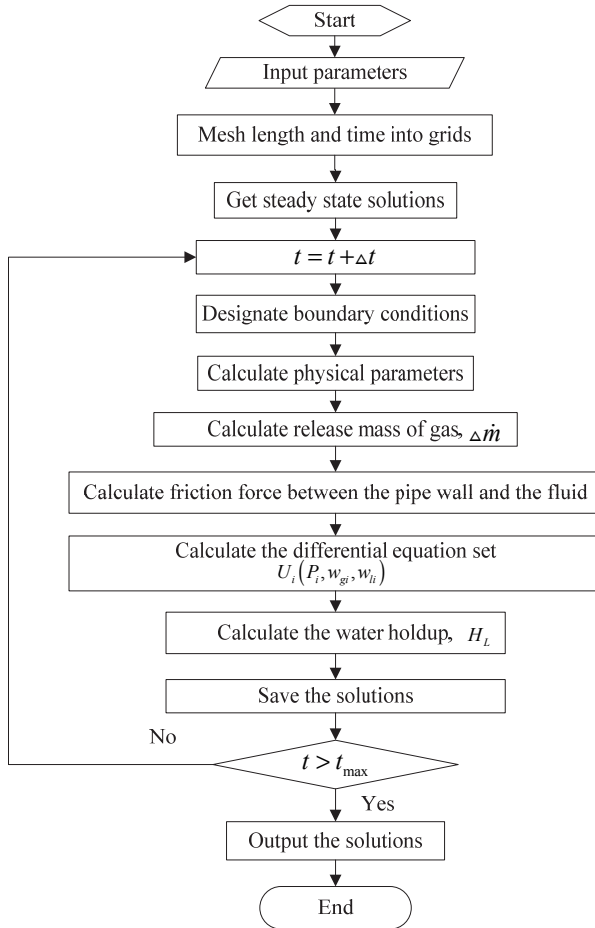 Start
Input parameters
Mesh length and time into grids
Get steady state solutions
t = t + △t
Designate boundary conditions
Calculate physical parameters
Calculate release mass of gas, △ṁ
Calculate friction force between the pipe wall and the fluid
Calculate the differential equation set
U_i(P_i, w_gi, w_li)
Calculate the water holdup, H_L
Save the solutions
No
t > t_max
Yes
Output the solutions
End